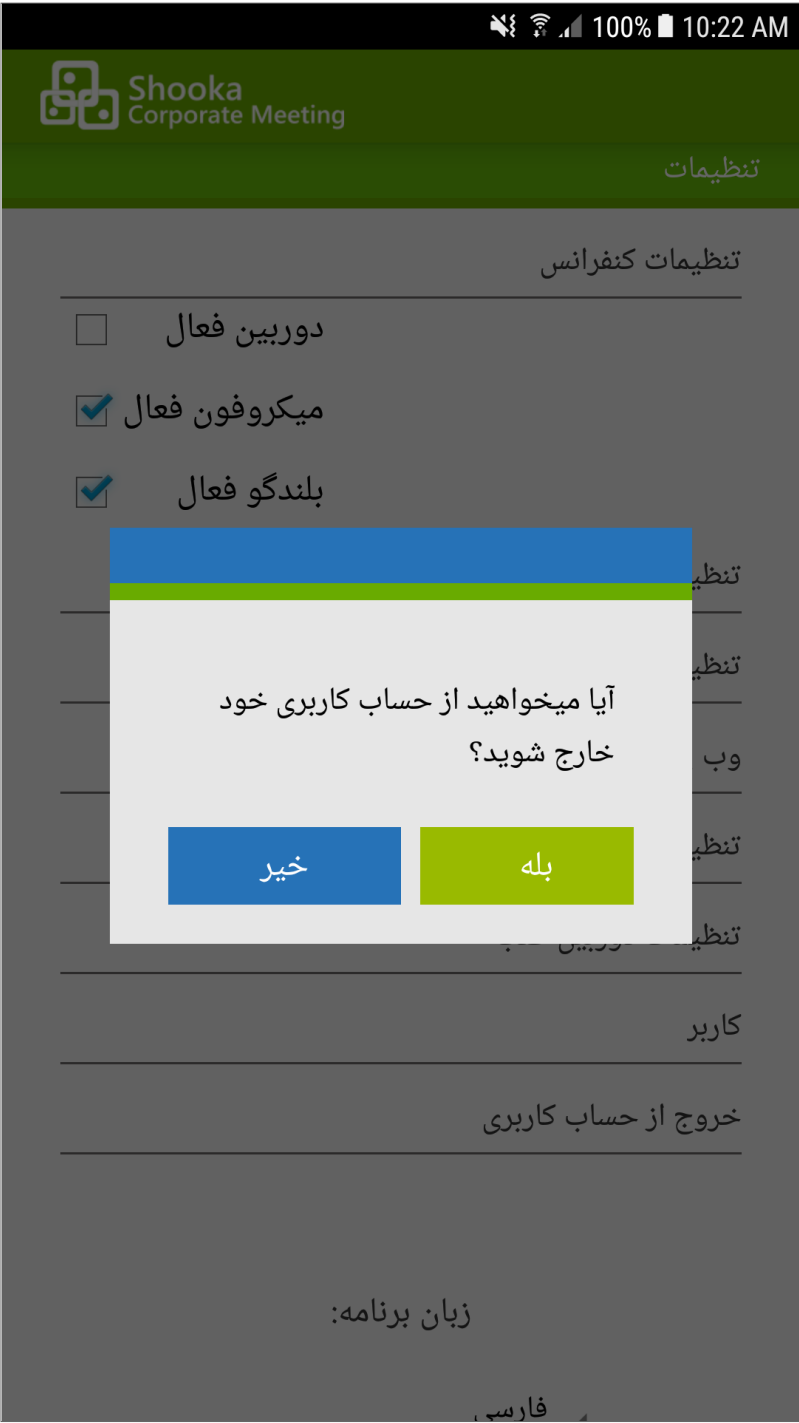 100% 10:22 AM
Shooka
Corporate Meeting
تنظیمات
تنظیمات کنفرانس
دوربین فعال
میکروفون فعال
بلندگو فعال
آیا میخواهید از حساب کاربری خود
خارج شوید؟
بله
خیر
وب
کاربر
خروج از حساب کاربری
زبان برنامه:
فارسی